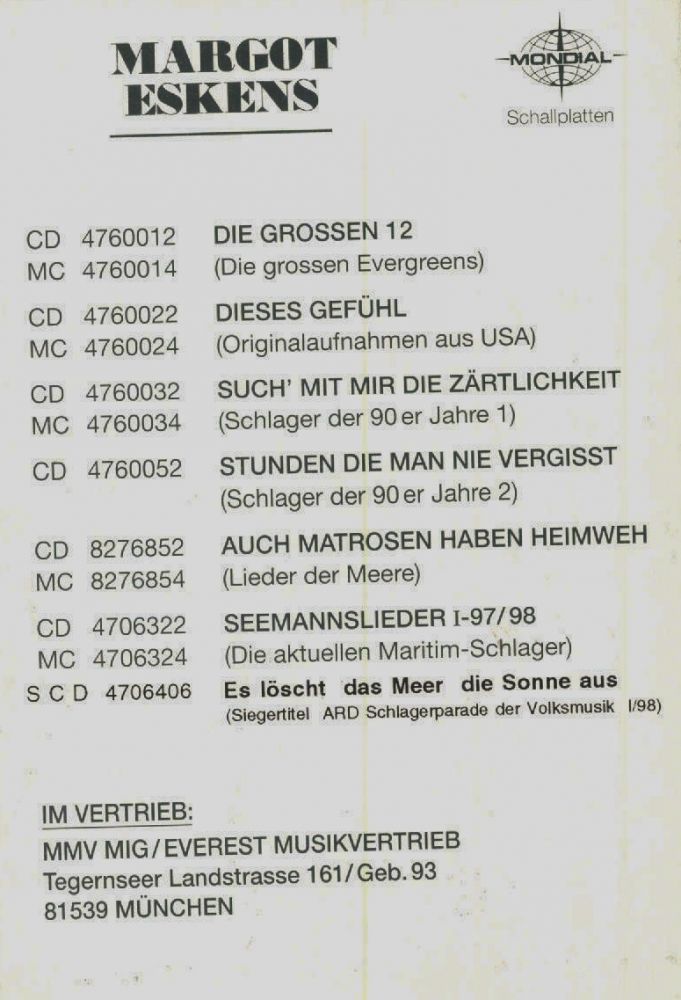 MARGOT
ESKENS
MONDIAL
Schallplatten
CD 4760012 DIE GROSSEN 12
MC 4760014 (Die grossen Evergreens)
CD 4760022 DIESES GEFÜHL
MC 4760024 (Originalaufnahmen aus USA)
CD 4760032 SUCH' MIT MIR DIE ZÄRTLICHKEIT
MC 4760034 (Schlager der 90er Jahre 1)
CD 4760052 STUNDEN DIE MAN NIE VERGISST
(Schlager der 90er Jahre 2)
CD 8276852 AUCH MATROSEN HABEN HEIMWEH
MC 8276854 (Lieder der Meere)
CD 4706322 SEEMANNSLIEDER I-97/98
MC 4706324 (Die aktuellen Maritim-Schlager)
SCD 4706406 Es löscht das Meer die Sonne aus
(Siegertitel ARD Schlagerparade der Volksmusik I/98)
IM VERTRIEB:
MMV MIG/EVEREST MUSIKVERTRIEB
Tegernseer Landstrasse 161/Geb. 93
81539 MÜNCHEN